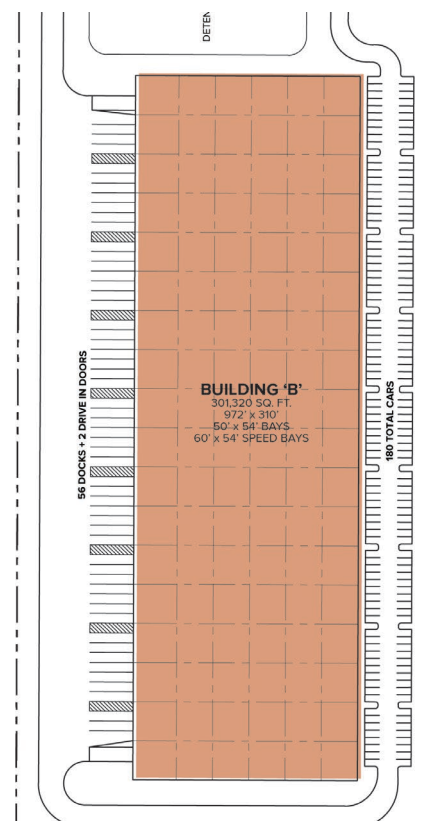 DETEN
56 DOCKS + 2 DRIVE IN DOORS
BUILDING ‘B’
301,320 SQ. FT.
972’ x 310’
50’ x 54’ BAYS
60’ x 54’ SPEED BAYS
180 TOTAL CARS